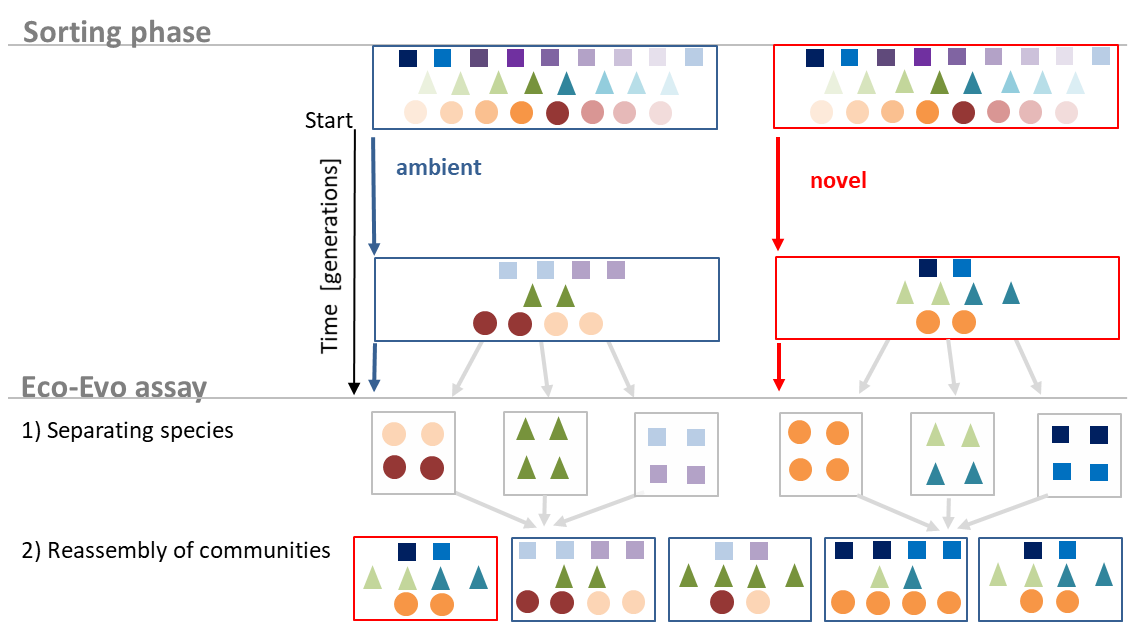 Sorting phase
Start
ambient
novel
Time [generations]
Eco-Evo assay
1) Separating species
2) Reassembly of communities